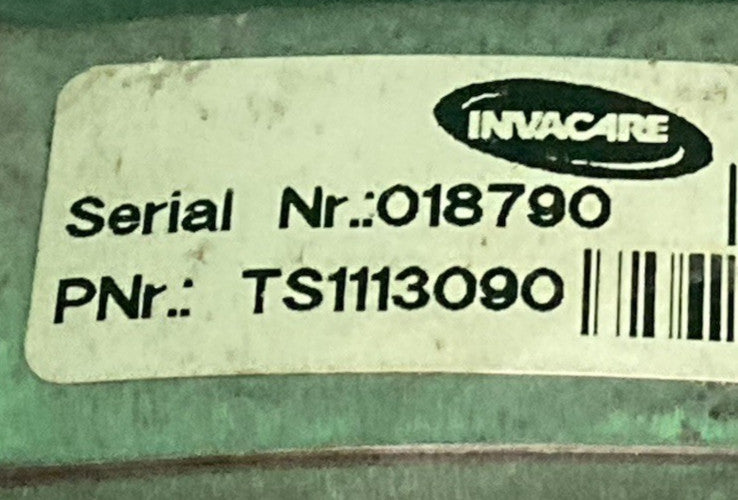 INVACARE
Serial Nr.:018790
PNr.: TS1113090